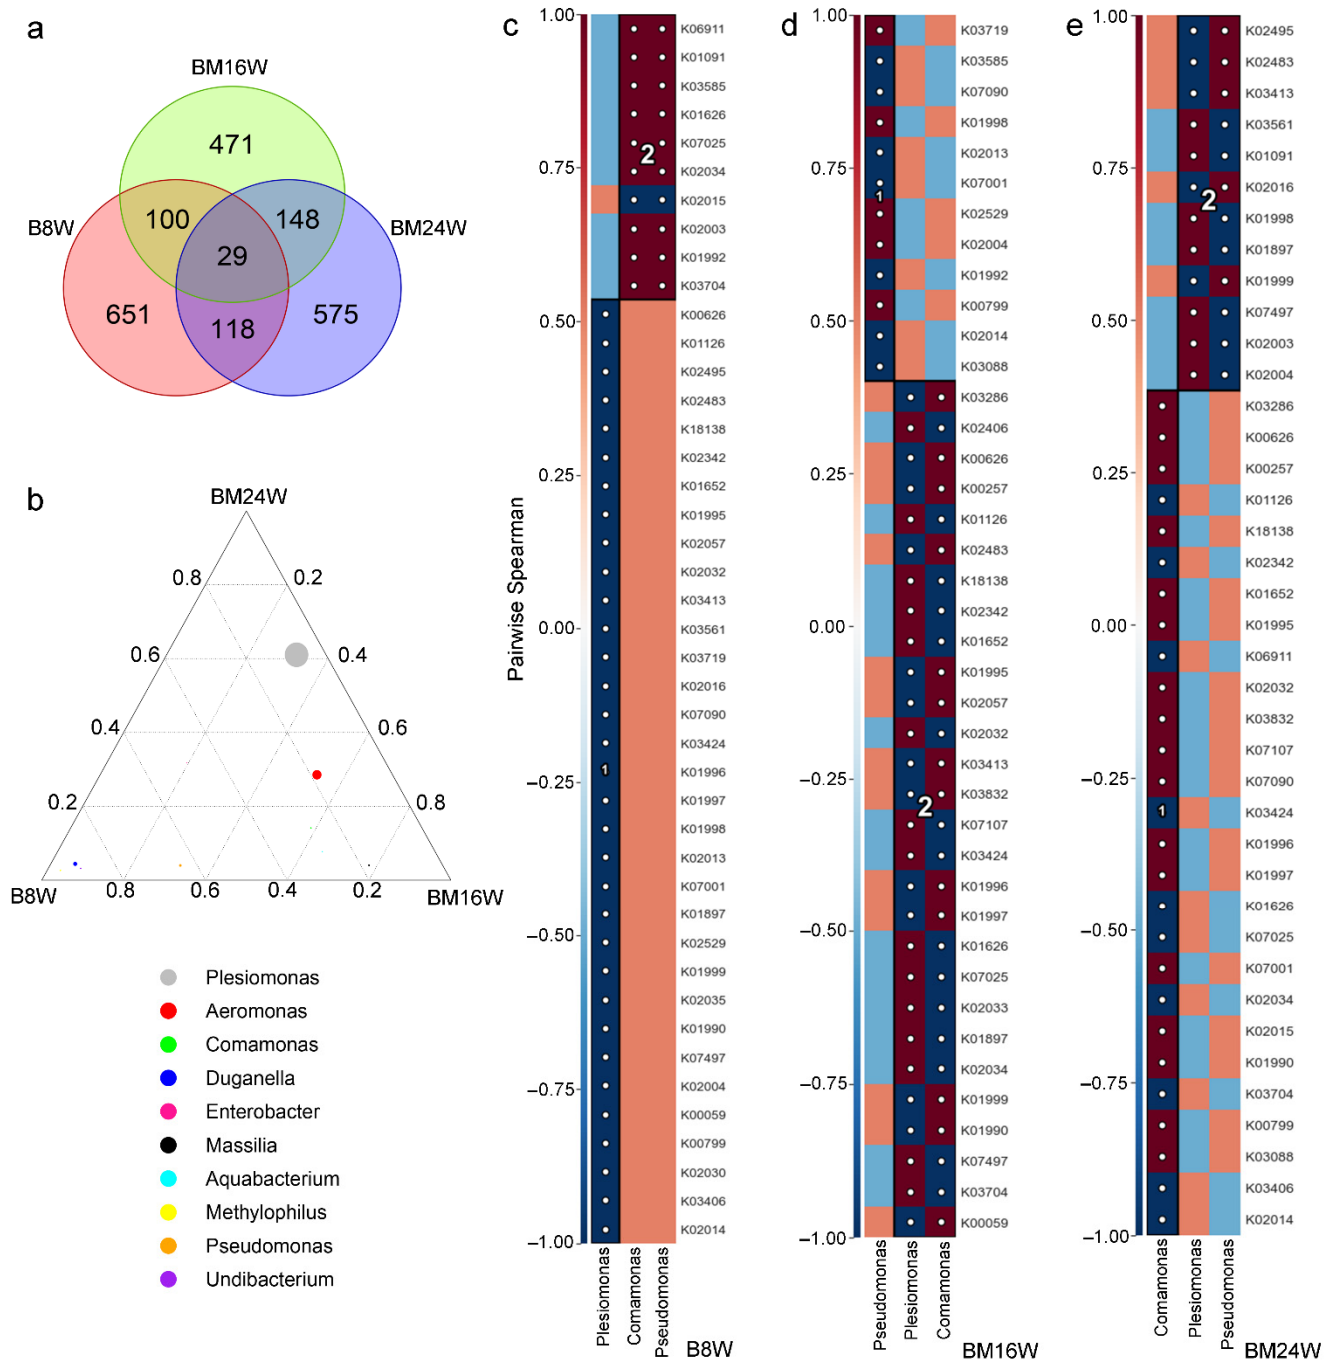 a
BM16W
471
B8W
100
148
BM24W
29
651
118
575
b
BM24W
0.8
0.2
0.6
0.4
0.4
0.6
0.2
0.8
B8W
0.8
0.6
0.4
0.2
BM16W
Plesiomonas
Aeromonas
Comamonas
Duganella
Enterobacter
Massilia
Aquabacterium
Methylophilus
Pseudomonas
Undibacterium
c
Pairwise Spearman
1.00
0.75
0.50
0.25
0.00
−0.25
−0.50
−0.75
−1.00
2
1
K06911
K01091
K03585
K01626
K07025
K02034
K02015
K02003
K01992
K03704
K00626
K01126
K02495
K02483
K18138
K02342
K01652
K01995
K02057
K02032
K03413
K03561
K03719
K02016
K07090
K03424
K01996
K01997
K01998
K02013
K07001
K01897
K02529
K01999
K02035
K01990
K07497
K02004
K00059
K00799
K02030
K03406
K02014
Plesiomonas
Comamonas
Pseudomonas
B8W
d
1.00
0.75
0.50
0.25
0.00
−0.25
−0.50
−0.75
−1.00
1
2
K03719
K03585
K07090
K01998
K02013
K07001
K02529
K02004
K01992
K00799
K02014
K03088
K03286
K02406
K00626
K00257
K01126
K02483
K18138
K02342
K01652
K01995
K02057
K02032
K03413
K03832
K07107
K03424
K01996
K01997
K01626
K07025
K02033
K01897
K02034
K01999
K01990
K07497
K03704
K00059
Pseudomonas
Plesiomonas
Comamonas
BM16W
e
1.00
0.75
0.50
0.25
0.00
−0.25
−0.50
−0.75
−1.00
2
1
K02495
K02483
K03413
K03561
K01091
K02016
K01998
K01897
K01999
K07497
K02003
K02004
K03286
K00626
K00257
K01126
K18138
K02342
K01652
K01995
K06911
K02032
K03832
K07107
K07090
K03424
K01996
K01997
K01626
K07025
K07001
K02034
K02015
K01990
K03704
K00799
K03088
K03406
K02014
Comamonas
Plesiomonas
Pseudomonas
BM24W